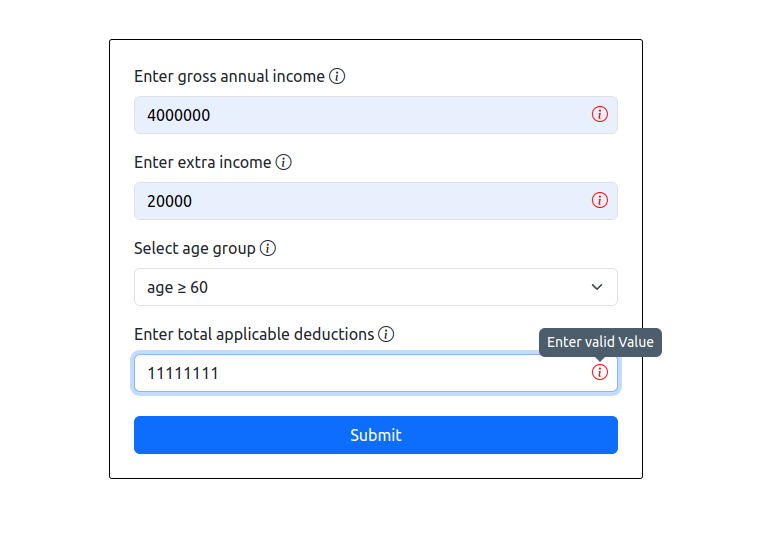 Enter gross annual income
4000000
Enter extra income
20000
Select age group
age ≥ 60
Enter total applicable deductions
Enter valid Value
11111111
Submit